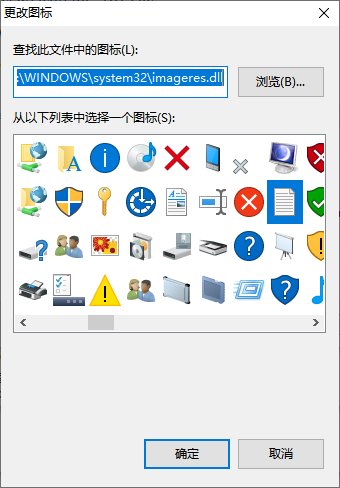 更改图标
查找此文件中的图标(L):
:\WINDOWS\system32\imageres.dll
浏览(B)...
从以下列表中选择一个图标(S):
确定
取消